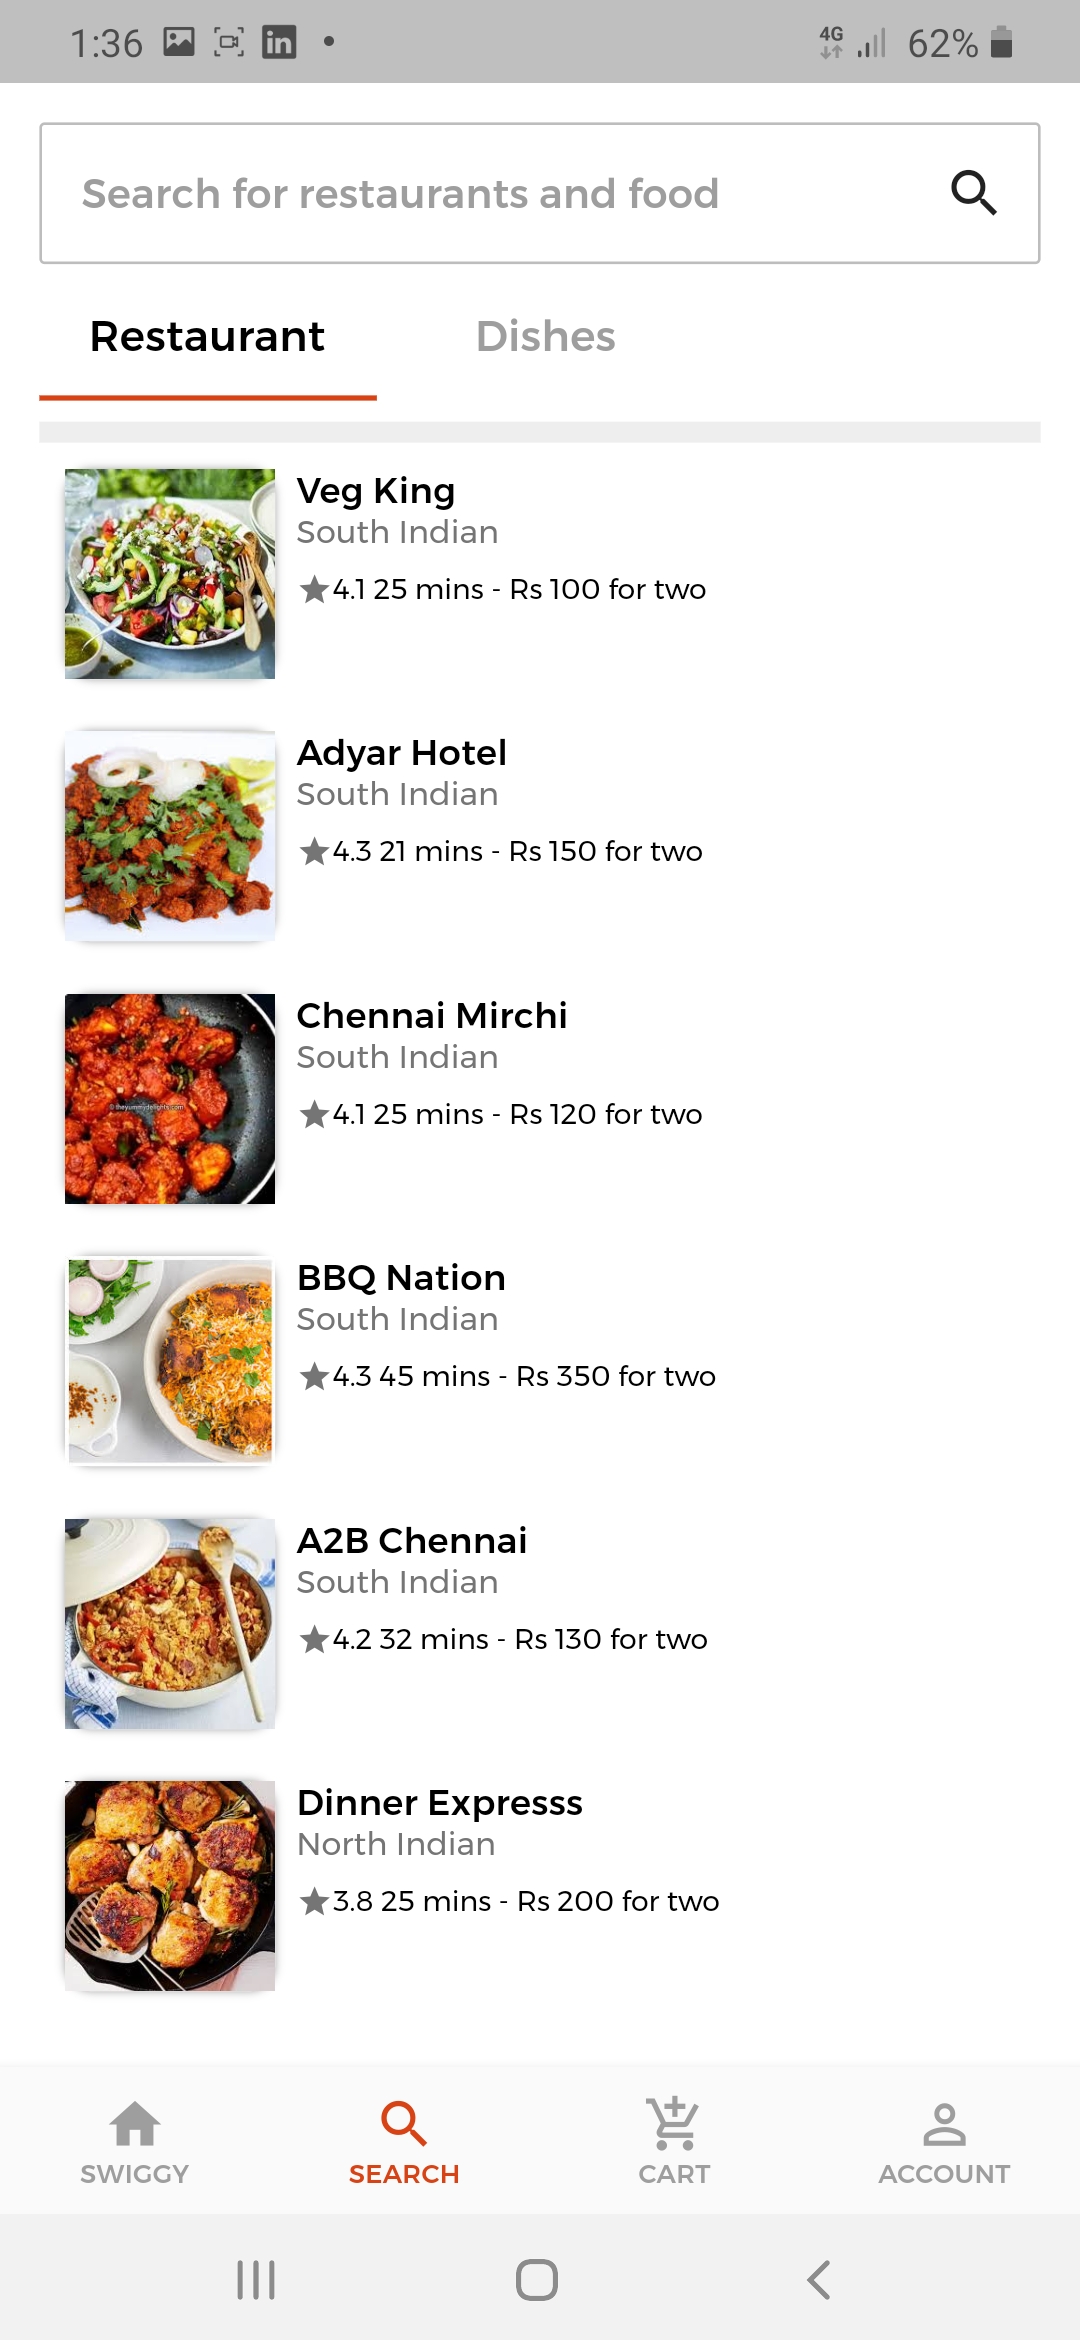 1:36 in 4G 62%
Search for restaurants and food
Restaurant Dishes
Veg King
South Indian
4.1 25 mins - Rs 100 for two
Adyar Hotel
South Indian
4.3 21 mins - Rs 150 for two
Chennai Mirchi
South Indian
4.1 25 mins - Rs 120 for two
© theyummydelights.com
BBQ Nation
South Indian
4.3 45 mins - Rs 350 for two
A2B Chennai
South Indian
4.2 32 mins - Rs 130 for two
Dinner Expresss
North Indian
3.8 25 mins - Rs 200 for two
SWIGGY SEARCH CART ACCOUNT